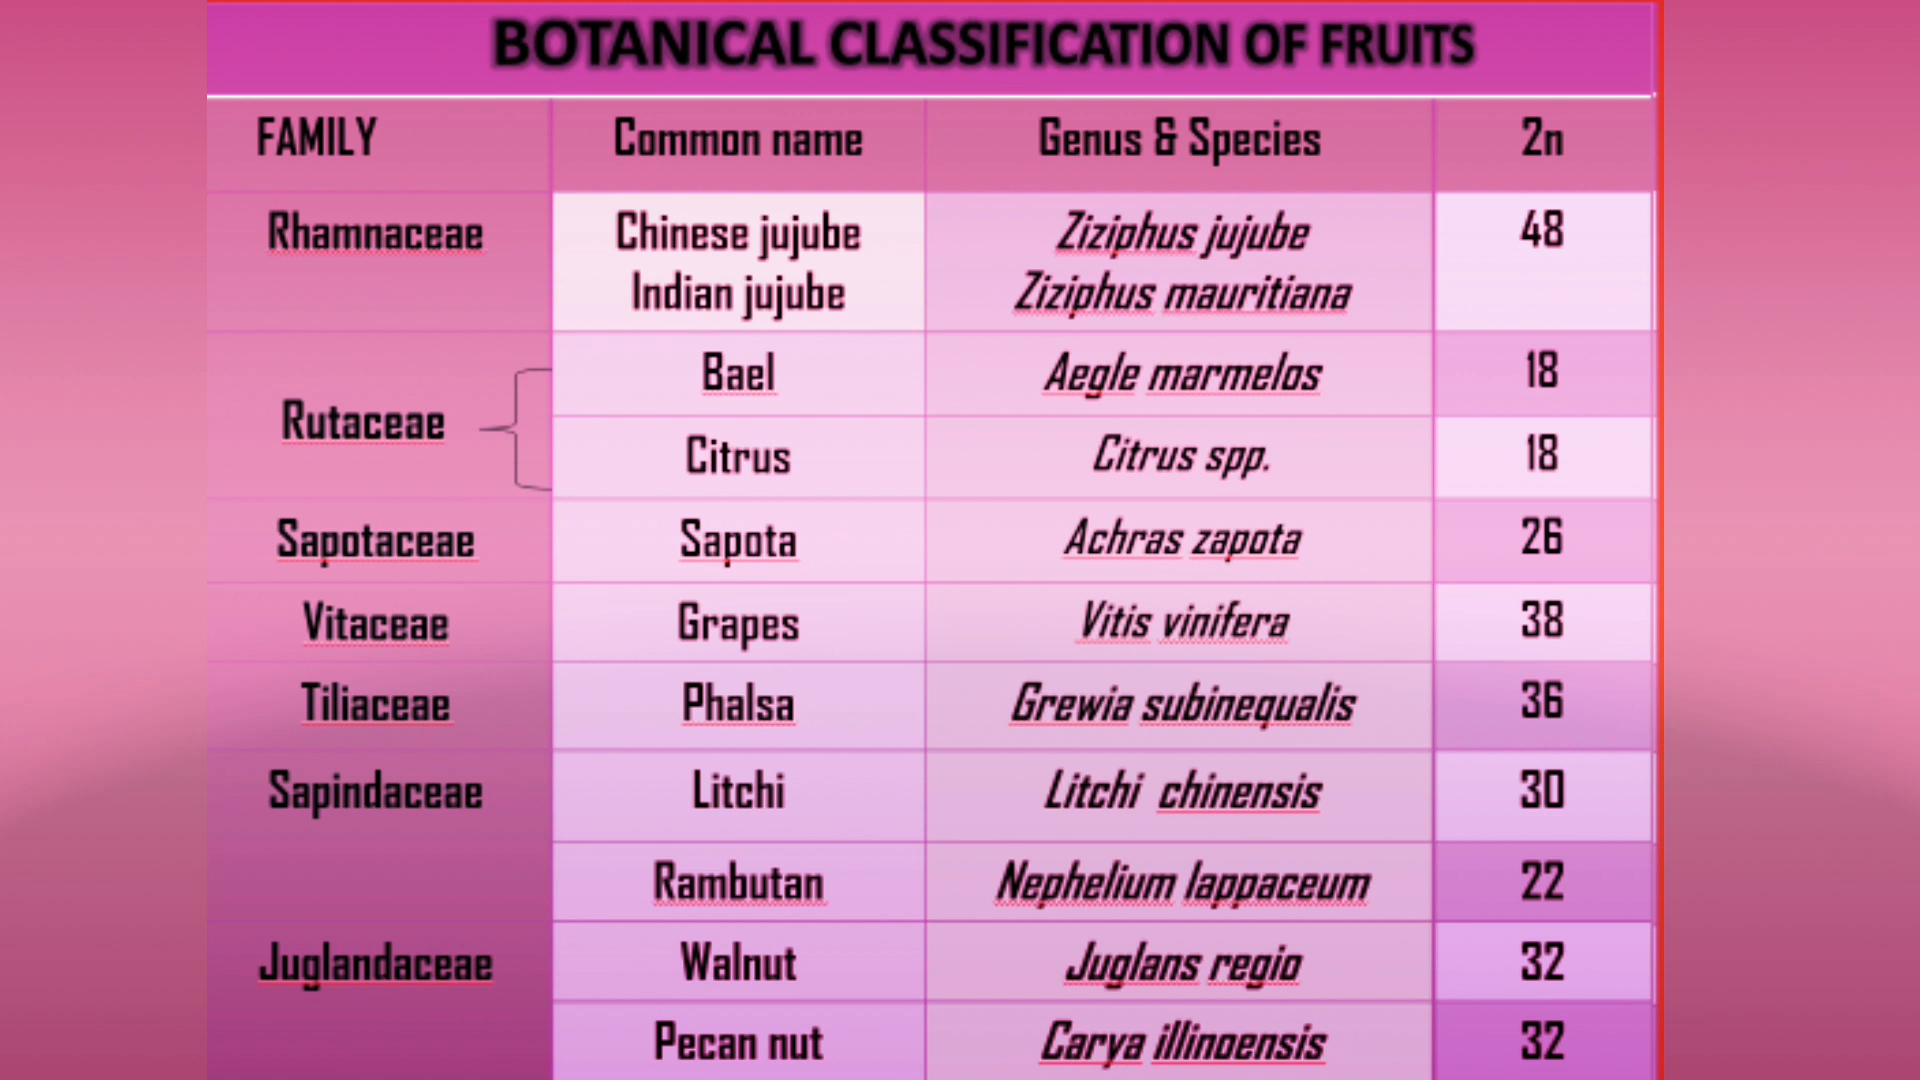 BOTANICAL CLASSIFICATION OF FRUITS
FAMILY Common name Genus & Species 2n
Rhamnaceae Chinese jujube Ziziphus jujube 48
Indian jujube Ziziphus mauritiana
Bael Aegle marmelos 18
Rutaceae
Citrus Citrus spp. 18
Sapotaceae Sapota Achras zapota 26
Vitaceae Grapes Vitis vinifera 38
Tiliaceae Phalsa Grewia subinequalis 36
Sapindaceae Litchi Litchi chinensis 30
Rambutan Nephelium lappaceum 22
Juglandaceae Walnut Juglans regio 32
Pecan nut Carya illinoensis 32